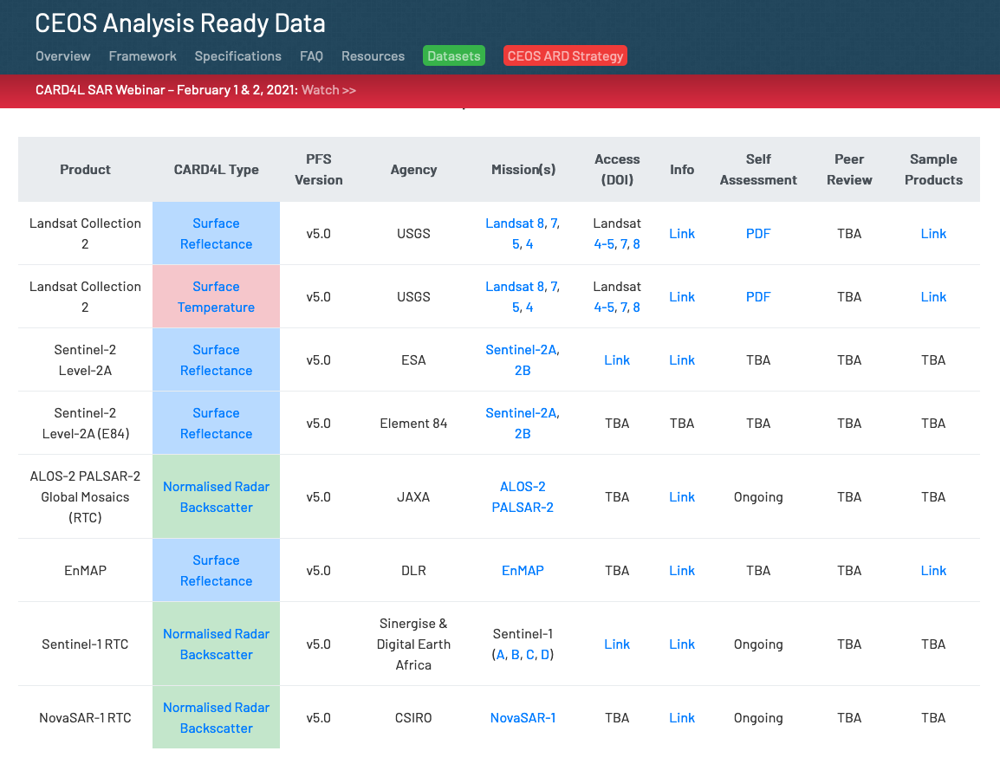 CEOS Analysis Ready Data
Overview Framework Specifications FAQ Resources Datasets CEOS ARD Strategy
CARD4L SAR Webinar – February 1 & 2, 2021: Watch >>
Product CARD4L Type PFS Version Agency Mission(s) Access (DOI) Info Self Assessment Peer Review Sample Products
Landsat Collection 2 Surface Reflectance v5.0 USGS Landsat 8, 7, 5, 4 Landsat 4-5, 7, 8 Link PDF TBA Link
Landsat Collection 2 Surface Temperature v5.0 USGS Landsat 8, 7, 5, 4 Landsat 4-5, 7, 8 Link PDF TBA Link
Sentinel-2 Level-2A Surface Reflectance v5.0 ESA Sentinel-2A, 2B Link Link TBA TBA TBA
Sentinel-2 Level-2A (E84) Surface Reflectance v5.0 Element 84 Sentinel-2A, 2B TBA TBA TBA TBA TBA
ALOS-2 PALSAR-2 Global Mosaics (RTC) Normalised Radar Backscatter v5.0 JAXA ALOS-2 PALSAR-2 TBA Link Ongoing TBA TBA
EnMAP Surface Reflectance v5.0 DLR EnMAP TBA Link TBA TBA Link
Sentinel-1 RTC Normalised Radar Backscatter v5.0 Sinergise & Digital Earth Africa Sentinel-1 (A, B, C, D) Link Link Ongoing TBA TBA
NovaSAR-1 RTC Normalised Radar Backscatter v5.0 CSIRO NovaSAR-1 TBA Link Ongoing TBA TBA